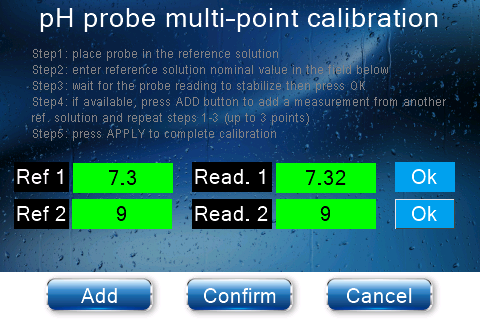 pH probe multi-point calibration
Step1: place probe in the reference solution
Step2: enter reference solution nominal value in the field below
Step3: wait for the probe reading to stabilize then press OK
Step4: if available, press ADD button to add a measurement from another
ref. solution and repeat steps 1-3 (up to 3 points)
Step5: press APPLY to complete calibration
Ref 1 7.3 Read. 1 7.32 Ok
Ref 2 9 Read. 2 9 Ok
Add Confirm Cancel